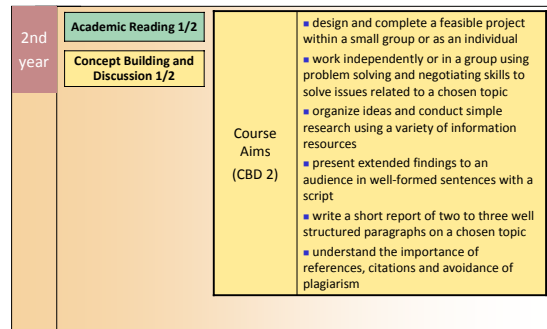 2nd
year
Academic Reading 1/2
Concept Building and
Discussion 1/2
Course
Aims
(CBD 2)
■ design and complete a feasible project
within a small group or as an individual
■ work independently or in a group using
problem solving and negotiating skills to
solve issues related to a chosen topic
■ organize ideas and conduct simple
research using a variety of information
resources
■ present extended findings to an
audience in well-formed sentences with a
script
■ write a short report of two to three well
structured paragraphs on a chosen topic
■ understand the importance of
references, citations and avoidance of
plagiarism